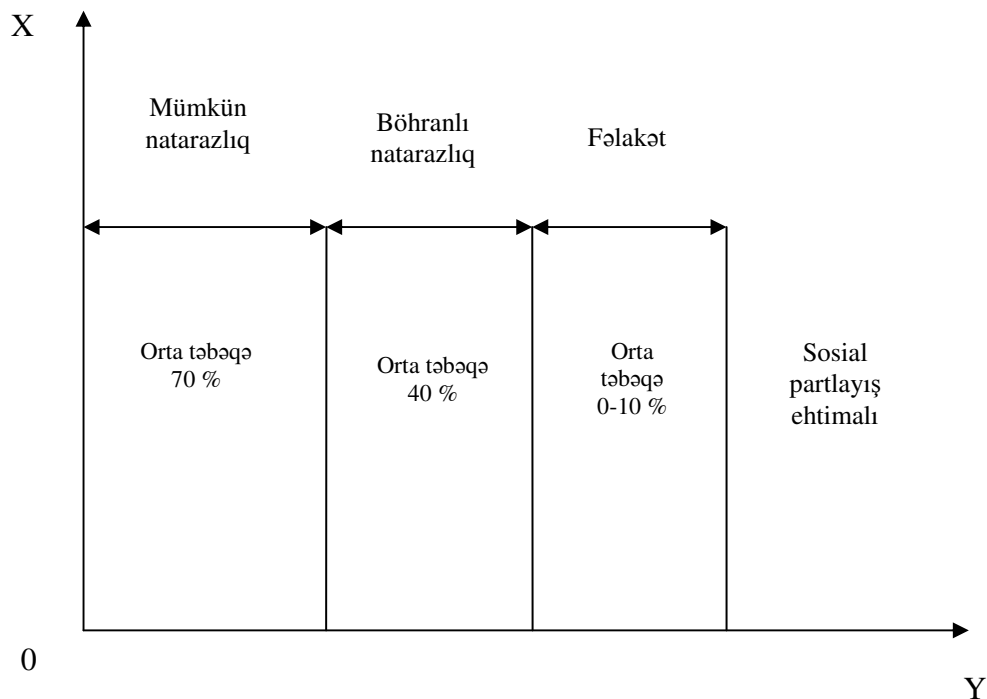 X
Mümkün
natarazlıq
Böhranlı
natarazlıq
Fəlakət
Orta təbəqə
70 %
Orta təbəqə
40 %
Orta
təbəqə
0-10 %
Sosial
partlayış
ehtimalı
0
Y